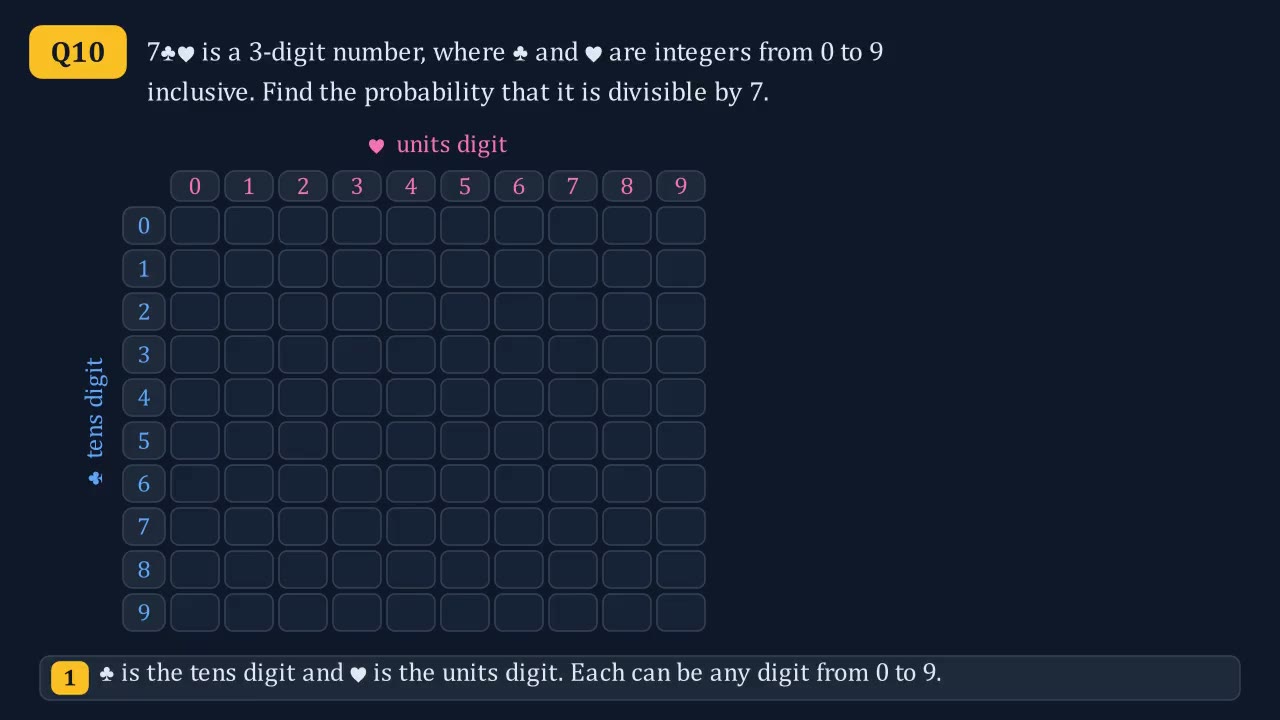 Q10
7♣♥ is a 3-digit number, where ♣ and ♥ are integers from 0 to 9
inclusive. Find the probability that it is divisible by 7.
♥ units digit
0 1 2 3 4 5 6 7 8 9
♣ tens digit
0
1
2
3
4
5
6
7
8
9
1 ♣ is the tens digit and ♥ is the units digit. Each can be any digit from 0 to 9.